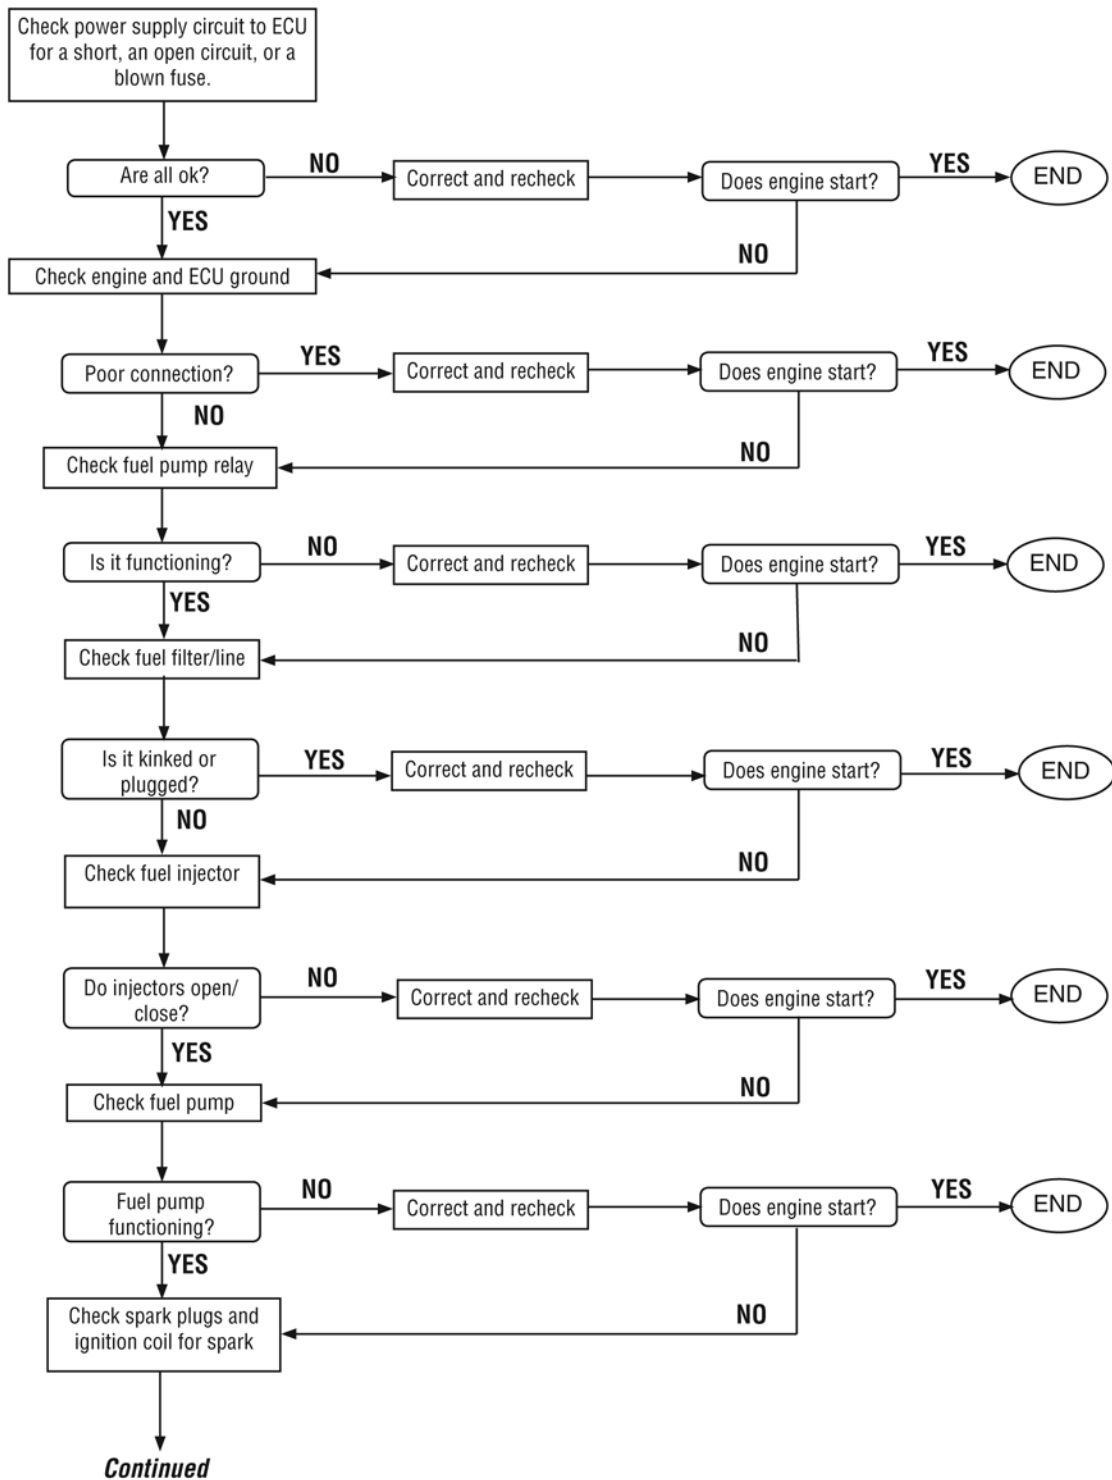 Check power supply circuit to ECU
for a short, an open circuit, or a
blown fuse.
Are all ok?
NO
Correct and recheck
Does engine start?
YES
END
YES
NO
Check engine and ECU ground
Poor connection?
YES
Correct and recheck
Does engine start?
YES
END
NO
NO
Check fuel pump relay
Is it functioning?
NO
Correct and recheck
Does engine start?
YES
END
YES
NO
Check fuel filter/line
Is it kinked or
plugged?
YES
Correct and recheck
Does engine start?
YES
END
NO
NO
Check fuel injector
Do injectors open/
close?
NO
Correct and recheck
Does engine start?
YES
END
YES
NO
Check fuel pump
Fuel pump
functioning?
NO
Correct and recheck
Does engine start?
YES
END
YES
NO
Check spark plugs and
ignition coil for spark
Continued